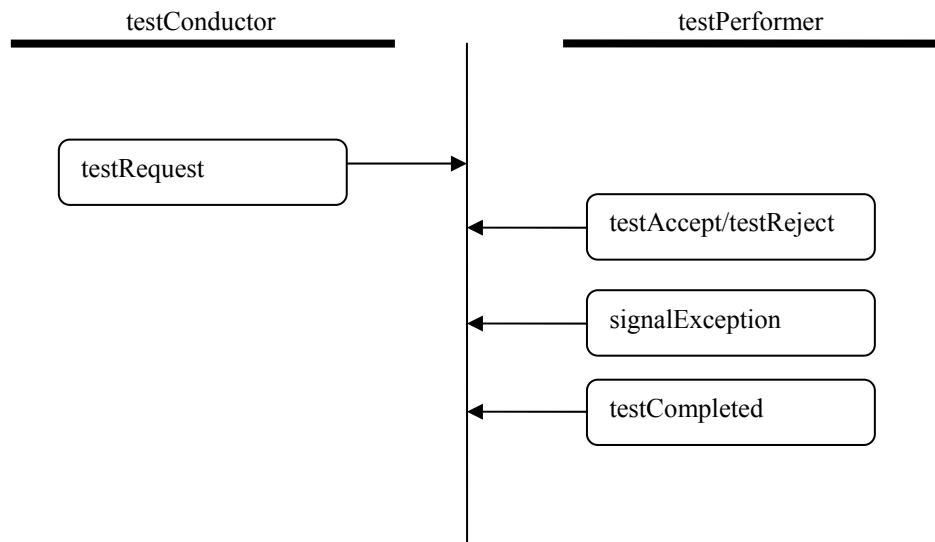 testConductor
testPerformer
testRequest
testAccept/testReject
signalException
testCompleted